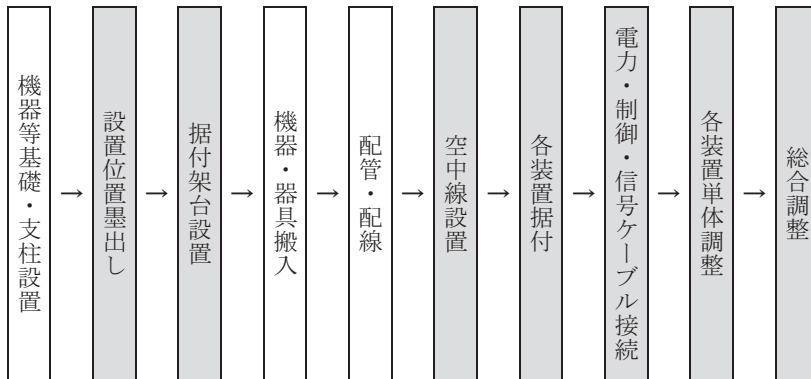 機器等基礎・支柱設置
→
設置位置墨出し
→
据付架台設置
→
機器・器具搬入
→
配管・配線
→
空中線設置
→
各装置据付
→
電力・制御・信号ケーブル接続
→
各装置単体調整
→
総合調整